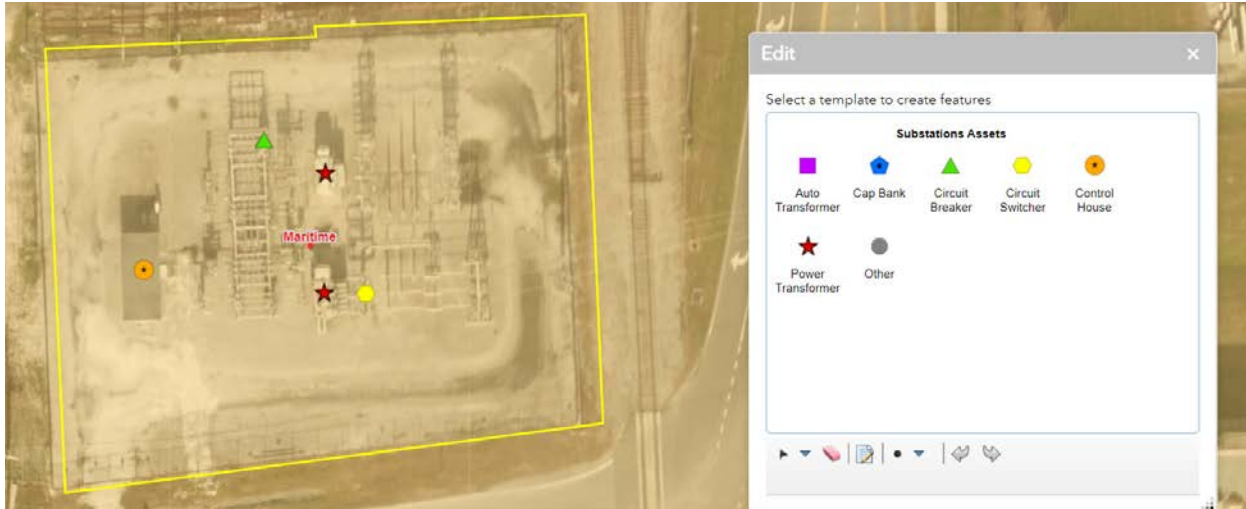 Maritime
Edit
Select a template to create features
Substations Assets
Auto
Transformer
Cap Bank
Circuit
Breaker
Circuit
Switcher
Control
House
Power
Transformer
Other